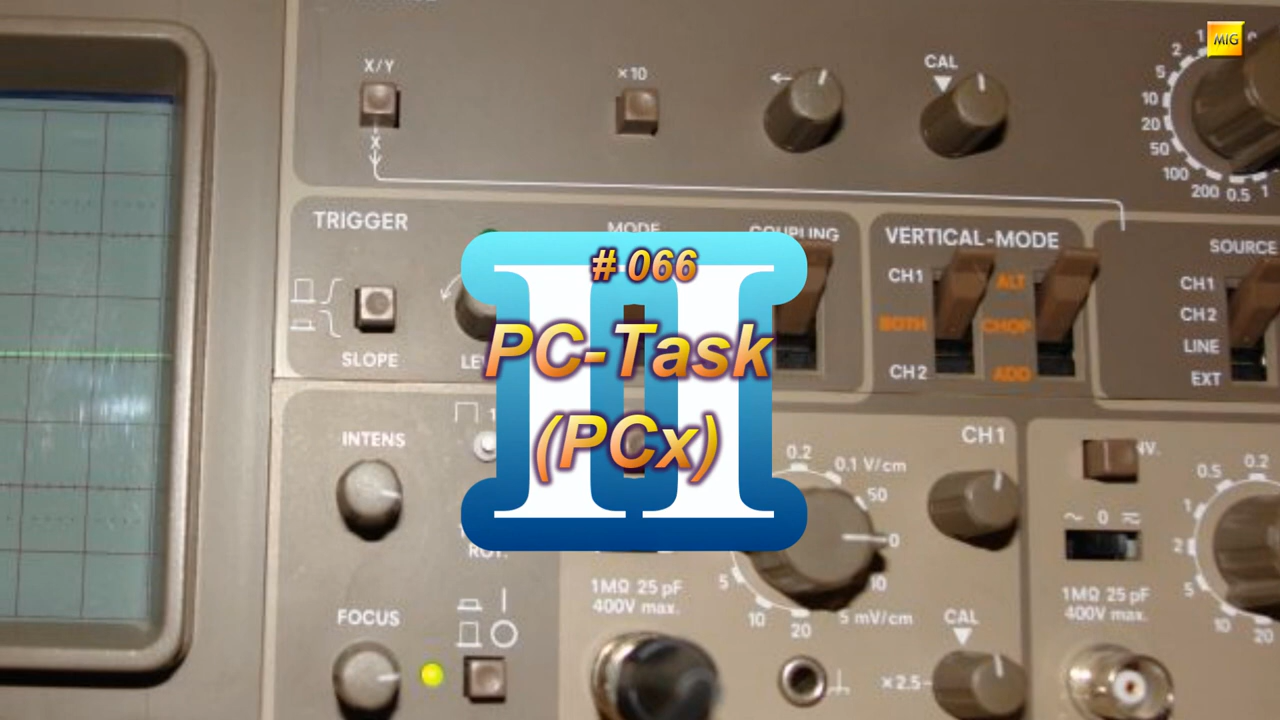 MIG
X/Y
×10
CAL
1
2
5
10
20
50
100
200
0.5
1
X
TRIGGER
MODE
COUPLING
VERTICAL-MODE
SOURCE
# 066
CH1
ALT
CH1
BOTH
CHOP
CH2
PC-Task
LINE
SLOPE
CH2
ADD
EXT
(PCx)
INTENS
CH1
0.2
0.1 V/cm
50
0
10
5 mV/cm
20
10
5
0.5
0.2
1
2
5
10
20
~ 0
ROT.
1MΩ 25 pF
400V max.
1MΩ 25 pF
400V max.
FOCUS
CAL
×2.5
II